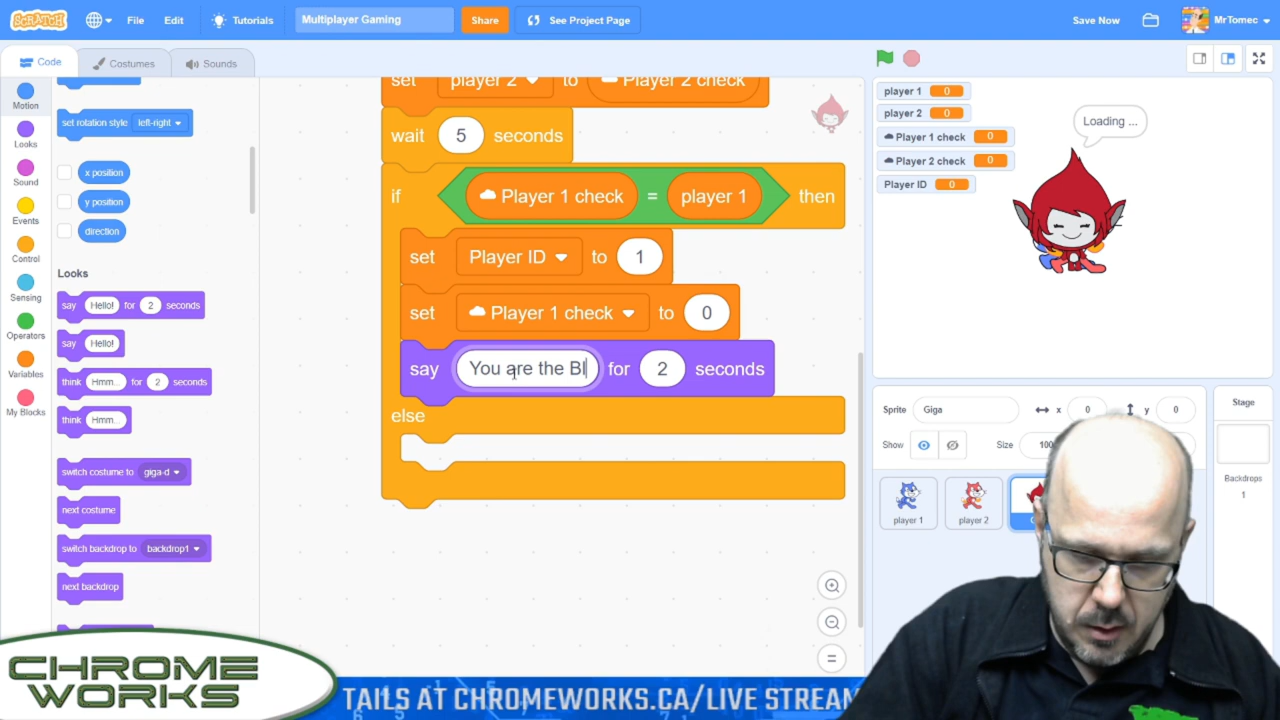 SCRATCH File Edit Tutorials Multiplayer Gaming Share See Project Page Save Now MrTomec
Code Costumes Sounds
Motion
Looks
Sound
Events
Control
Sensing
Operators
Variables
My Blocks
set rotation style left-right
x position
y position
direction
Looks
say Hello! for 2 seconds
say Hello!
think Hmm... for 2 seconds
think Hmm...
switch costume to giga-d
next costume
switch backdrop to backdrop1
next backdrop
set player 2 to Player 2 check
wait 5 seconds
if Player 1 check = player 1 then
set Player ID to 1
set Player 1 check to 0
say You are the Bl for 2 seconds
else
player 1 0
player 2 0
Player 1 check 0
Player 2 check 0
Player ID 0
Loading ...
Sprite Giga x 0 y 0
Show Size 100
player 1
player 2
Stage
Backdrops
1
CHROME
WORKS
TAILS AT CHROMEWORKS.CA/LIVE STREAM